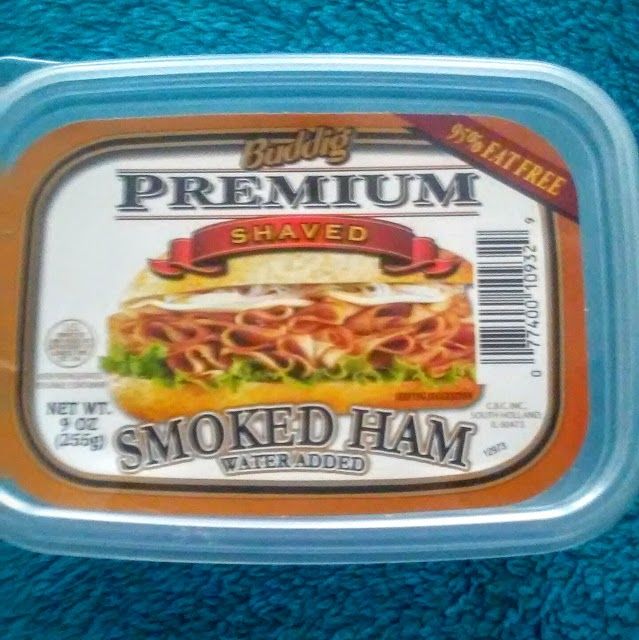 Buddig
95% FAT FREE
PREMIUM
SHAVED
0 77400 10932 9
NET WT.
9 OZ
(255g)
C.B.C. INC.
SOUTH HOLLAND,
IL 60473
SMOKED HAM
WATER ADDED
12973